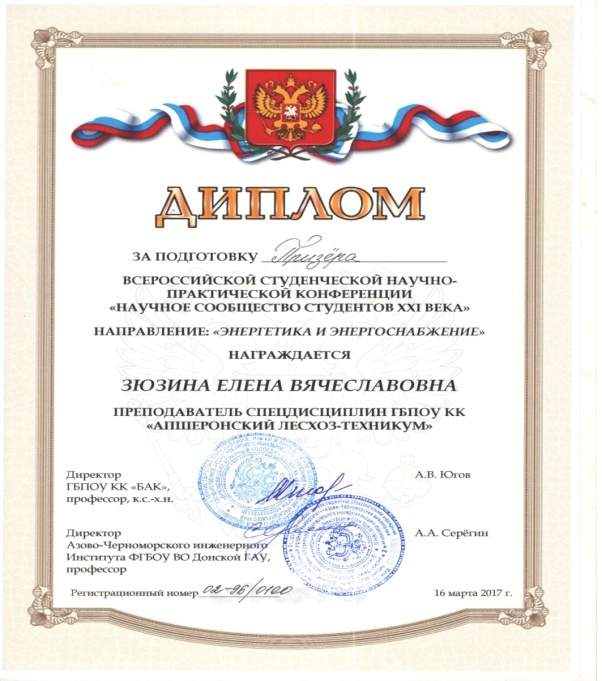 ДИПЛОМ
ЗА ПОДГОТОВКУ Призёра
ВСЕРОССИЙСКОЙ СТУДЕНЧЕСКОЙ НАУЧНО-
ПРАКТИЧЕСКОЙ КОНФЕРЕНЦИИ
«НАУЧНОЕ СООБЩЕСТВО СТУДЕНТОВ XXI ВЕКА»
НАПРАВЛЕНИЕ: «ЭНЕРГЕТИКА И ЭНЕРГОСНАБЖЕНИЕ»
НАГРАЖДАЕТСЯ
ЗЮЗИНА ЕЛЕНА ВЯЧЕСЛАВОВНА
ПРЕПОДАВАТЕЛЬ СПЕЦДИСЦИПЛИН ГБПОУ КК
«АПШЕРОНСКИЙ ЛЕСХОЗ-ТЕХНИКУМ»
Директор
ГБПОУ КК «БАК»,
профессор, к.с.-х.н.
А.В. Югов
Директор
Азово-Черноморского инженерного
Института ФГБОУ ВО Донской ГАУ,
профессор
А.А. Серёгин
Регистрационный номер 02-96/0100
16 марта 2017 г.